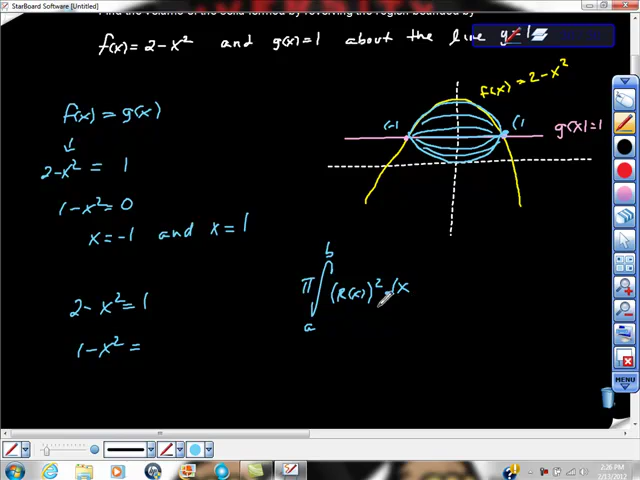 StarBoard Software - [Untitled]
Find the volume of the solid formed by revolving the region bounded by
f(x) = 2 - x² and g(x) = 1 about the line y = 1
f(x) = 2 - x²
f(x) = g(x)
(-1
(1
g(x) = 1
2 - x² = 1
1 - x² = 0
x = -1 and x = 1
b
π∫(R(x))² dx
a
2 - x² = 1
1 - x² =
MENU
2:26 PM
2/13/2012